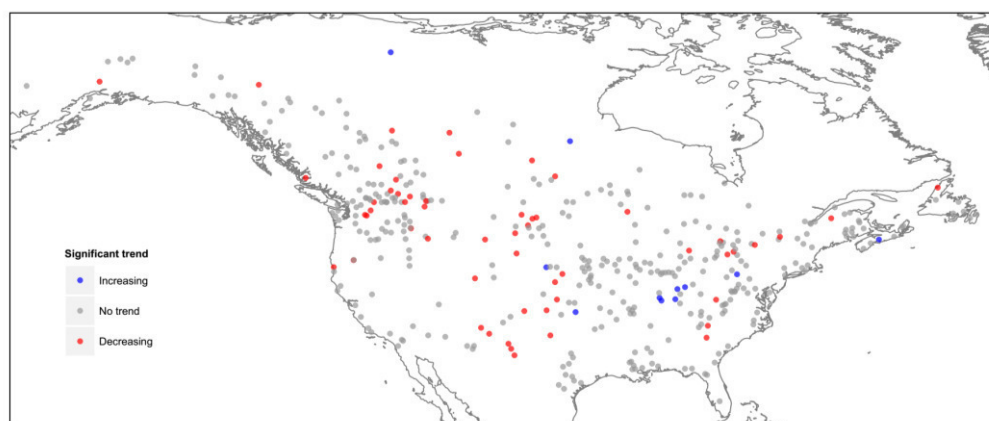 Significant trend
Increasing
No trend
Decreasing